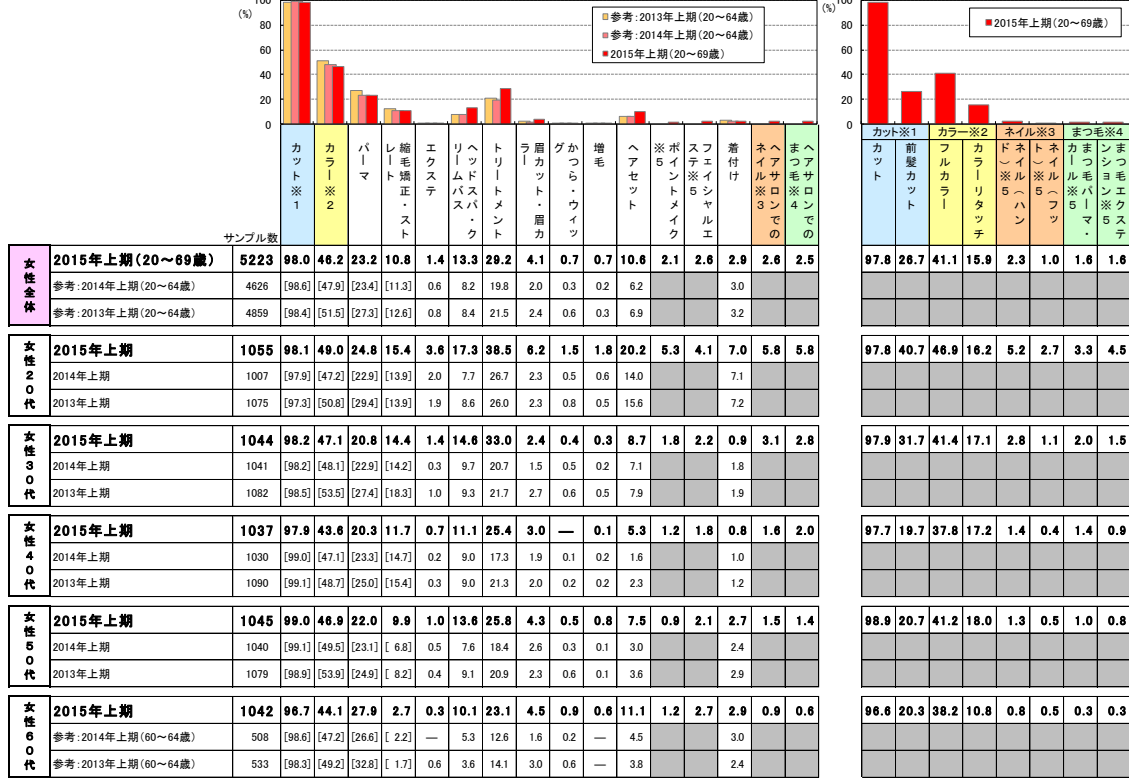 (%)
100
80
60
40
20
0
参考:2013年上期(20～64歳)
参考:2014年上期(20～64歳)
2015年上期(20～69歳)
(%)
100
80
60
40
20
0
2015年上期(20～69歳)
サンプル数
カット※1
カラー※2
パーマ
縮毛矯正・ストレート
エクステ
ヘッドスパ・クリームバス
トリートメント
眉カット・眉カラー
かつら・ウィッグ
増毛
ヘアセット
ポイントメイク※5
フェイシャルエステ※5
着付け
ヘアサロンでのネイル※3
ヘアサロンでのまつ毛※4
カット※1 カラー※2 ネイル※3 まつ毛※4
カット
前髪カット
フルカラー
カラーリタッチ
ネイル(ハンド)※5
ネイル(フット)※5
まつ毛パーマ・カール※5
まつ毛エクステンション※5
女性全体
2015年上期(20～69歳) 5223 98.0 46.2 23.2 10.8 1.4 13.3 29.2 4.1 0.7 0.7 10.6 2.1 2.6 2.9 2.6 2.5 97.8 26.7 41.1 15.9 2.3 1.0 1.6 1.6
参考:2014年上期(20～64歳) 4626 [98.6] [47.9] [23.4] [11.3] 0.6 8.2 19.8 2.0 0.3 0.2 6.2 3.0
参考:2013年上期(20～64歳) 4859 [98.4] [51.5] [27.3] [12.6] 0.8 8.4 21.5 2.4 0.6 0.3 6.9 3.2
女性20代
2015年上期 1055 98.1 49.0 24.8 15.4 3.6 17.3 38.5 6.2 1.5 1.8 20.2 5.3 4.1 7.0 5.8 5.8 97.8 40.7 46.9 16.2 5.2 2.7 3.3 4.5
2014年上期 1007 [97.9] [47.2] [22.9] [13.9] 2.0 7.7 26.7 2.3 0.5 0.6 14.0 7.1
2013年上期 1075 [97.3] [50.8] [29.4] [13.9] 1.9 8.6 26.0 2.3 0.8 0.5 15.6 7.2
女性30代
2015年上期 1044 98.2 47.1 20.8 14.4 1.4 14.6 33.0 2.4 0.4 0.3 8.7 1.8 2.2 0.9 3.1 2.8 97.9 31.7 41.4 17.1 2.8 1.1 2.0 1.5
2014年上期 1041 [98.2] [48.1] [22.9] [14.2] 0.3 9.7 20.7 1.5 0.5 0.2 7.1 1.8
2013年上期 1082 [98.5] [53.5] [27.4] [18.3] 1.0 9.3 21.7 2.7 0.6 0.5 7.9 1.9
女性40代
2015年上期 1037 97.9 43.6 20.3 11.7 0.7 11.1 25.4 3.0 — 0.1 5.3 1.2 1.8 0.8 1.6 2.0 97.7 19.7 37.8 17.2 1.4 0.4 1.4 0.9
2014年上期 1030 [99.0] [47.1] [23.3] [14.7] 0.2 9.0 17.3 1.9 0.1 0.2 1.6 1.0
2013年上期 1090 [99.1] [48.7] [25.0] [15.4] 0.3 9.0 21.3 2.0 0.2 0.2 2.3 1.2
女性50代
2015年上期 1045 99.0 46.9 22.0 9.9 1.0 13.6 25.8 4.3 0.5 0.8 7.5 0.9 2.1 2.7 1.5 1.4 98.9 20.7 41.2 18.0 1.3 0.5 1.0 0.8
2014年上期 1040 [99.1] [49.5] [23.1] [ 6.8] 0.5 7.6 18.4 2.6 0.3 0.1 3.0 2.4
2013年上期 1079 [98.9] [53.9] [24.9] [ 8.2] 0.4 9.1 20.9 2.3 0.6 0.1 3.6 2.9
女性60代
2015年上期 1042 96.7 44.1 27.9 2.7 0.3 10.1 23.1 4.5 0.9 0.6 11.1 1.2 2.7 2.9 0.9 0.6 96.6 20.3 38.2 10.8 0.8 0.5 0.3 0.3
参考:2014年上期(60～64歳) 508 [98.6] [47.2] [26.6] [ 2.2] — 5.3 12.6 1.6 0.2 — 4.5 3.0
参考:2013年上期(60～64歳) 533 [98.3] [49.2] [32.8] [ 1.7] 0.6 3.6 14.1 3.0 0.6 — 3.8 2.4